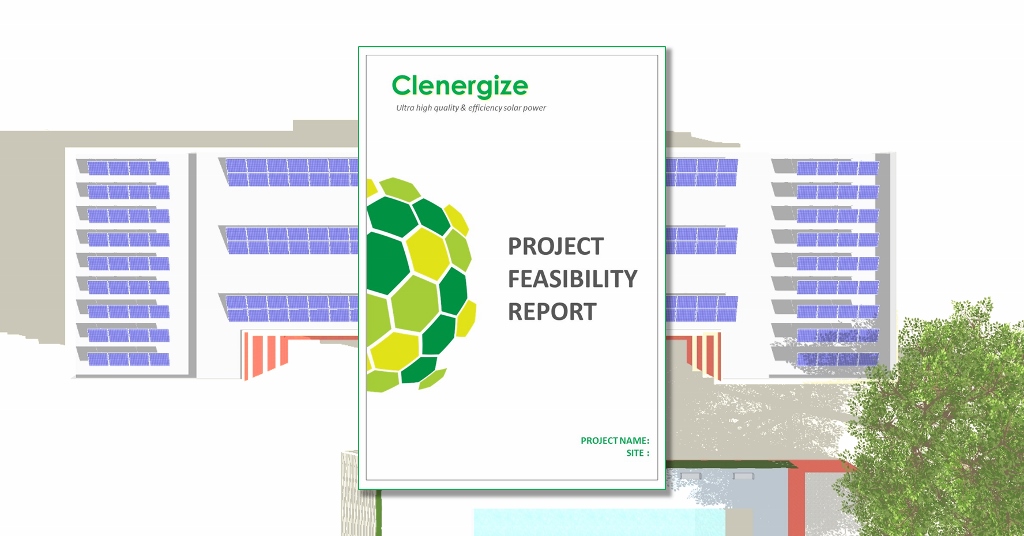 Clenergize
Ultra high quality & efficiency solar power
PROJECT
FEASIBILITY
REPORT
PROJECT NAME:
SITE :